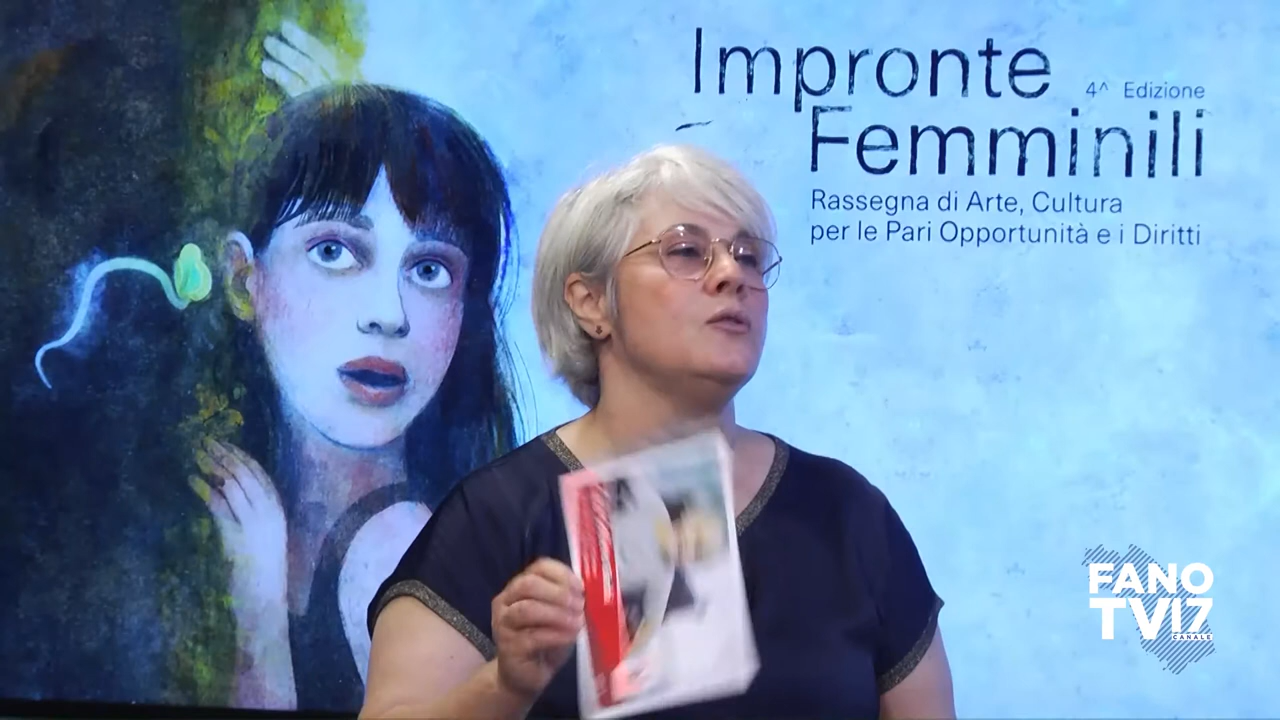 Impronte
4^ Edizione
Femminili
Rassegna di Arte, Cultura
per le Pari Opportunità e i Diritti
FANO
TV17
CANALE